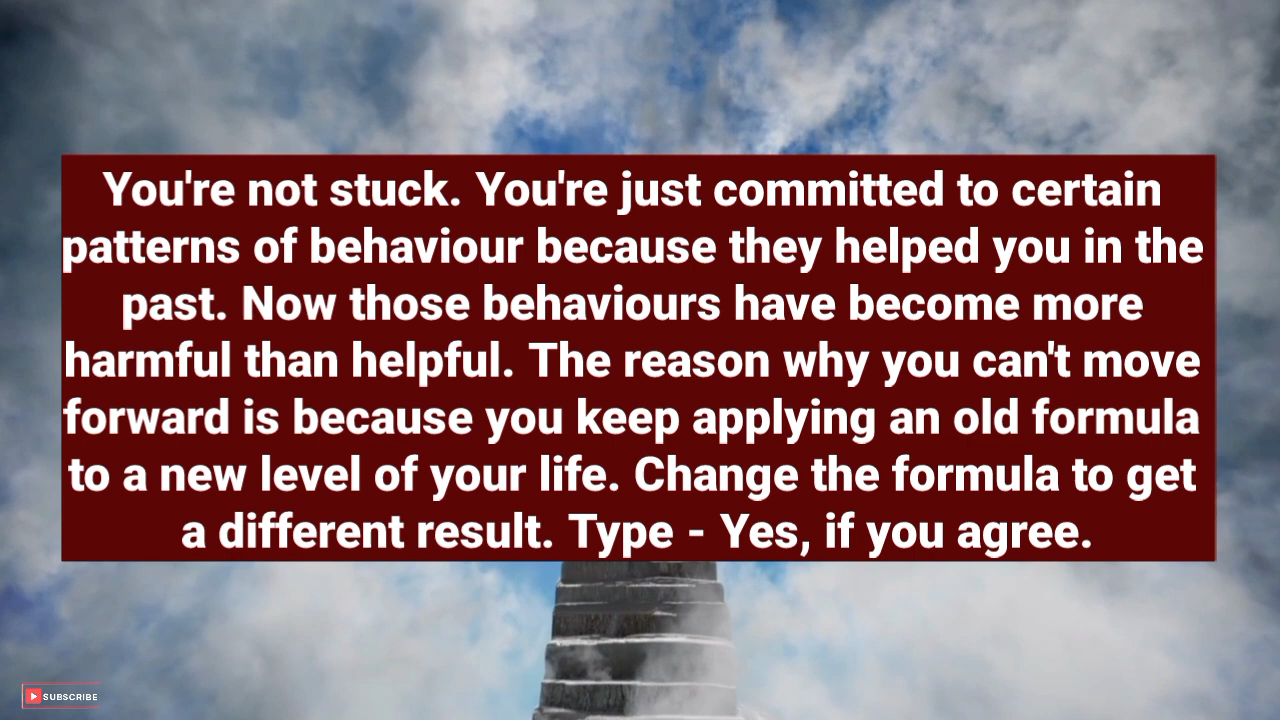 You're not stuck. You're just committed to certain
patterns of behaviour because they helped you in the
past. Now those behaviours have become more
harmful than helpful. The reason why you can't move
forward is because you keep applying an old formula
to a new level of your life. Change the formula to get
a different result. Type - Yes, if you agree.
SUBSCRIBE